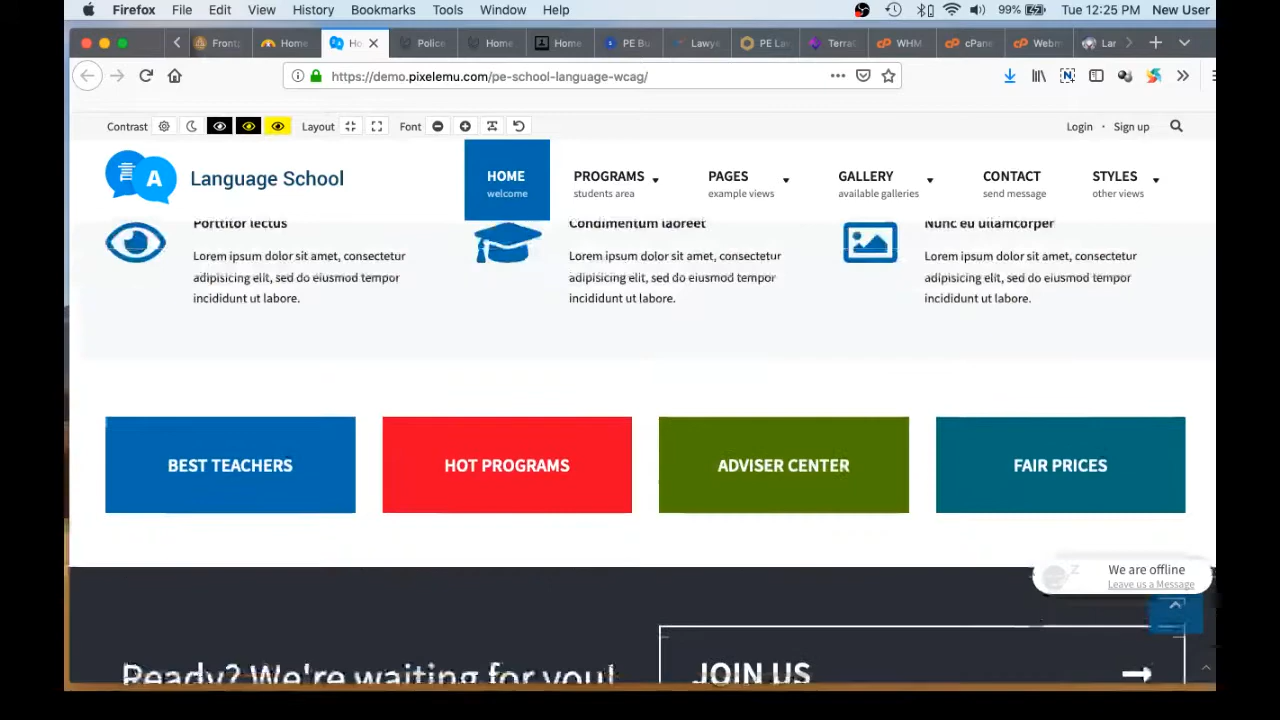 Firefox File Edit View History Bookmarks Tools Window Help 99% Tue 12:25 PM New User
Home Ho Police Home Home PE Bu Lawye PE La Terra WHM cPane Webm Lar
https://demo.pixelemu.com/pe-school-language-wcag/
Contrast Layout Font Login · Sign up
A Language School
HOME PROGRAMS PAGES GALLERY CONTACT STYLES
welcome students area example views available galleries send message other views
Porttitor lectus Condimentum laoreet Nunc eu ullamcorper
Lorem ipsum dolor sit amet, consectetur Lorem ipsum dolor sit amet, consectetur Lorem ipsum dolor sit amet, consectetur
adipisicing elit, sed do eiusmod tempor adipisicing elit, sed do eiusmod tempor adipisicing elit, sed do eiusmod tempor
incididunt ut labore. incididunt ut labore. incididunt ut labore.
BEST TEACHERS HOT PROGRAMS ADVISER CENTER FAIR PRICES
We are offline
Leave us a Message
Ready? We're waiting for you! JOIN US